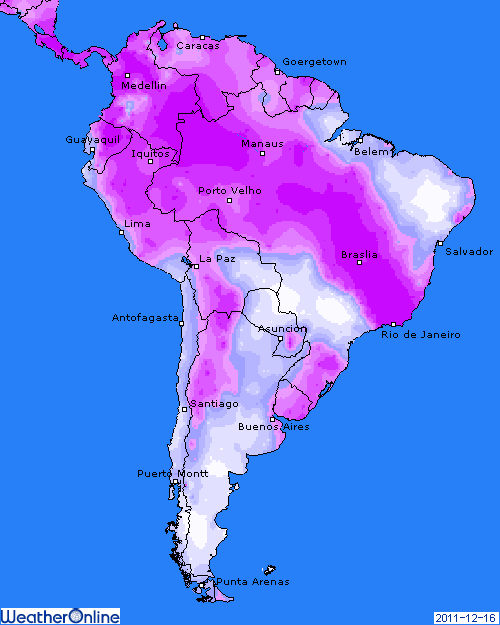 Caracas
Goergetown
Medellin
Guayaquil
Iquitos
Manaus
Belem
Porto Velho
Lima
Salvador
Braslia
La Paz
Antofagasta
Asuncion
Rio de Janeiro
Santiago
Buenos Aires
Puerto Montt
Punta Arenas
WeatherOnline
2011-12-16